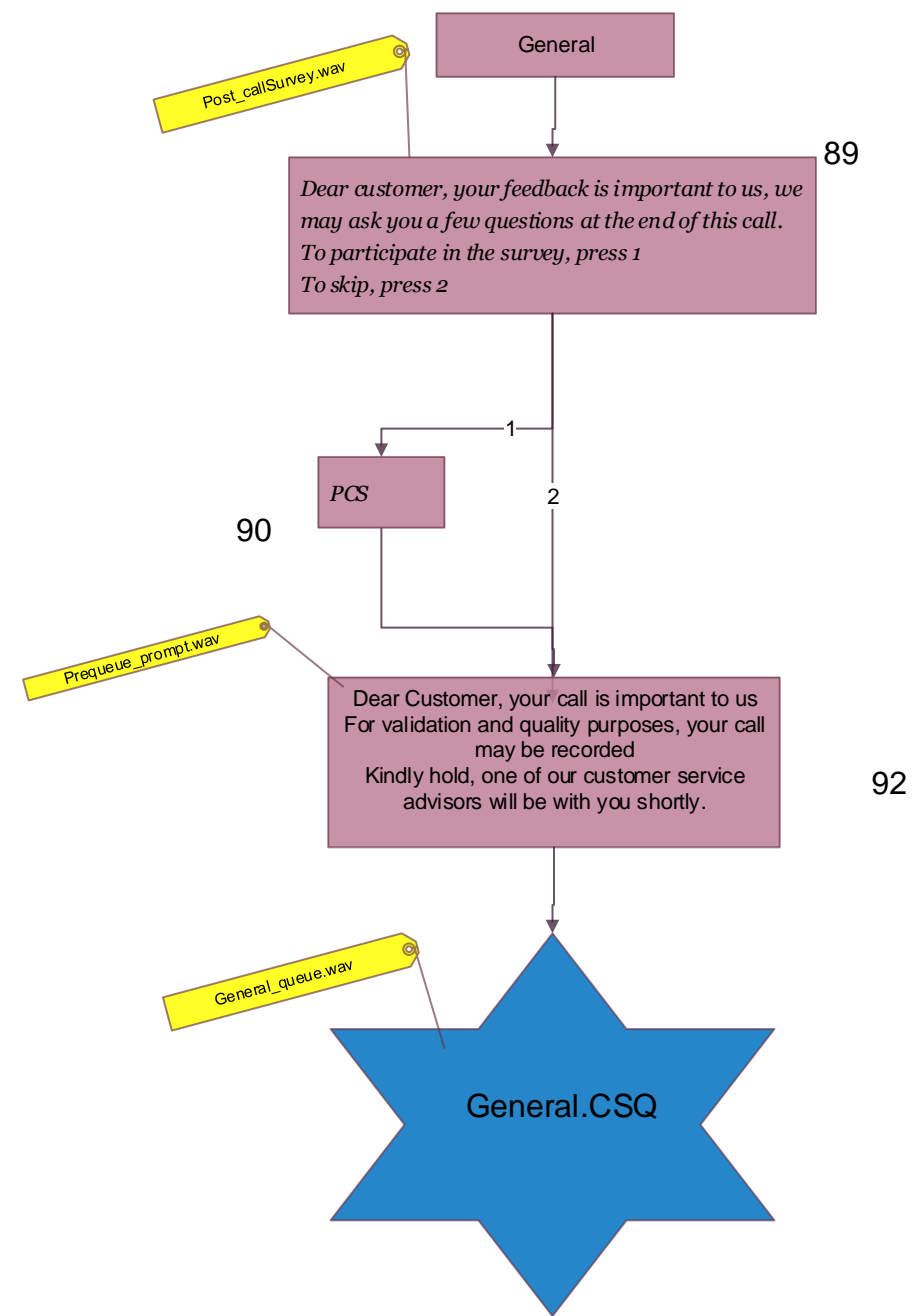 General
Post_callSurvey.wav
89
Dear customer, your feedback is important to us, we
may ask you a few questions at the end of this call.
To participate in the survey, press 1
To skip, press 2
1
PCS
2
90
Prequeue_prompt.wav
Dear Customer, your call is important to us
For validation and quality purposes, your call
may be recorded
Kindly hold, one of our customer service
advisors will be with you shortly.
92
General_queue.wav
General.CSQ